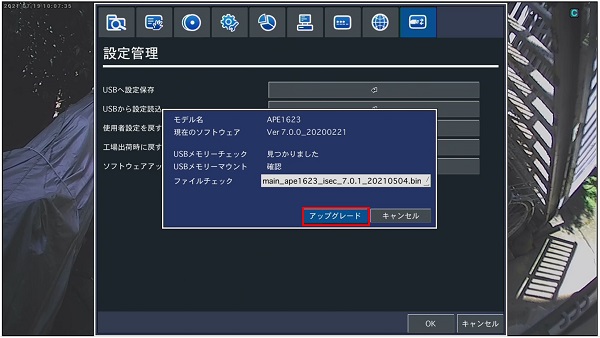 2021/07/19 10:07:35
C
設定管理
USBへ設定保存
USBから設定読込
使用者設定を戻す
工場出荷時に戻す
ソフトウェアアッ
モデル名 APE1623
現在のソフトウェア Ver 7.0.0_20200221
USBメモリーチェック 見つかりました
USBメモリーマウント 確認
ファイルチェック main_ape1623_isec_7.0.1_20210504.bin
アップグレード キャンセル
OK キャンセル